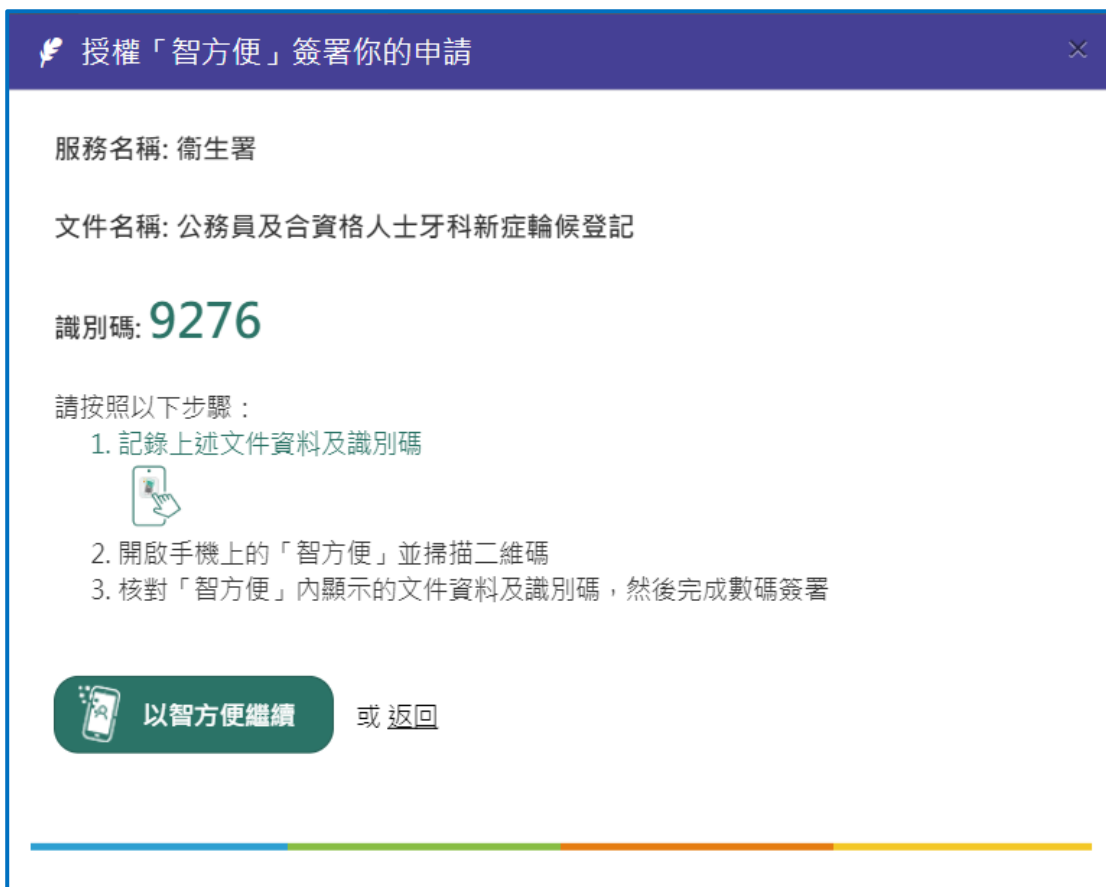 授權「智方便」簽署你的申請
服務名稱: 衞生署
文件名稱: 公務員及合資格人士牙科新症輪候登記
識別碼: 9276
請按照以下步驟：
1. 記錄上述文件資料及識別碼
2. 開啟手機上的「智方便」並掃描二維碼
3. 核對「智方便」內顯示的文件資料及識別碼，然後完成數碼簽署
以智方便繼續 或 返回